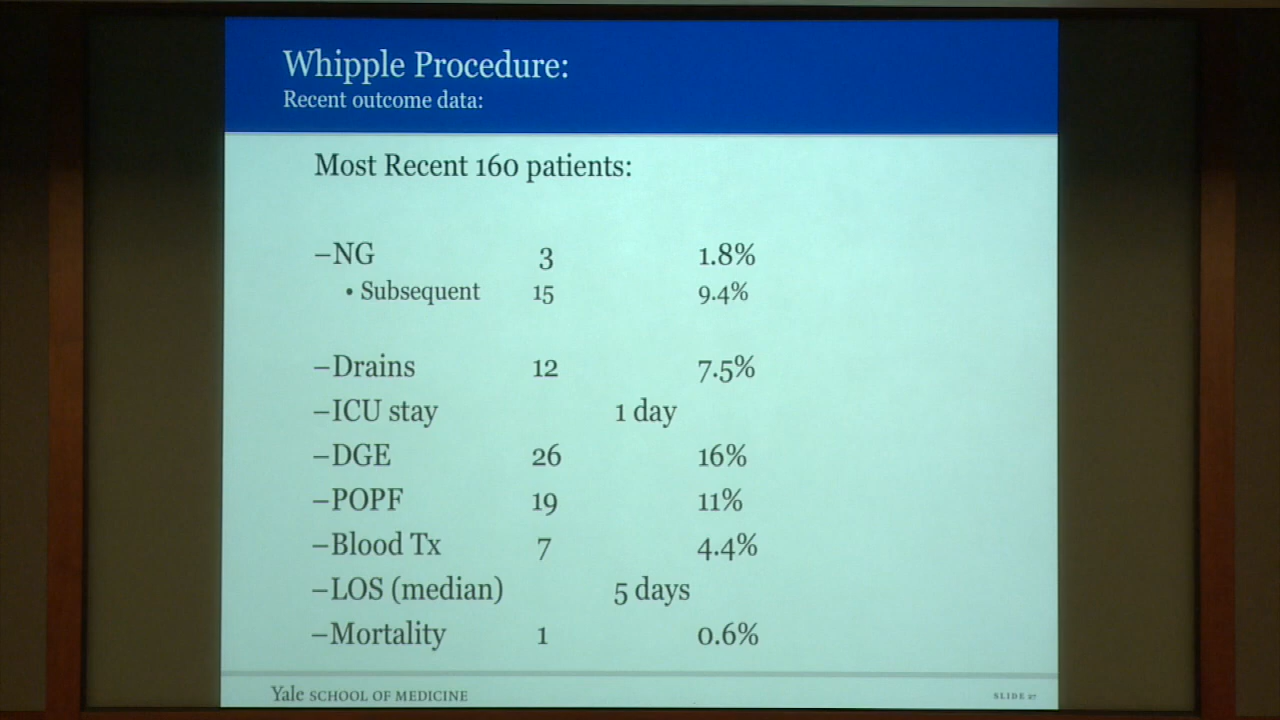 Whipple Procedure:
Recent outcome data:
Most Recent 160 patients:
–NG 3 1.8%
• Subsequent 15 9.4%
–Drains 12 7.5%
–ICU stay 1 day
–DGE 26 16%
–POPF 19 11%
–Blood Tx 7 4.4%
–LOS (median) 5 days
–Mortality 1 0.6%
Yale SCHOOL OF MEDICINE SLIDE 27